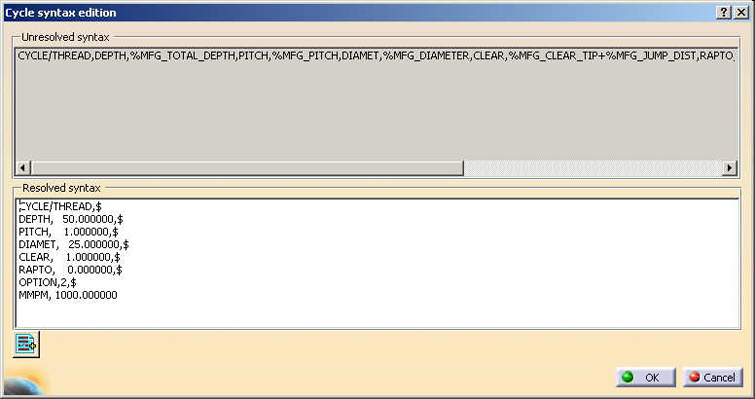 Cycle syntax edition
Unresolved syntax
CYCLE/THREAD,DEPTH,%MFG_TOTAL_DEPTH,PITCH,%MFG_PITCH,DIAMET,%MFG_DIAMETER,CLEAR,%MFG_CLEAR_TIP+%MFG_JUMP_DIST,RAPTO,
Resolved syntax
CYCLE/THREAD,$
DEPTH, 50.000000,$
PITCH, 1.000000,$
DIAMET, 25.000000,$
CLEAR, 1.000000,$
RAPTO, 0.000000,$
OPTION,2,$
MMPM, 1000.000000
OK Cancel